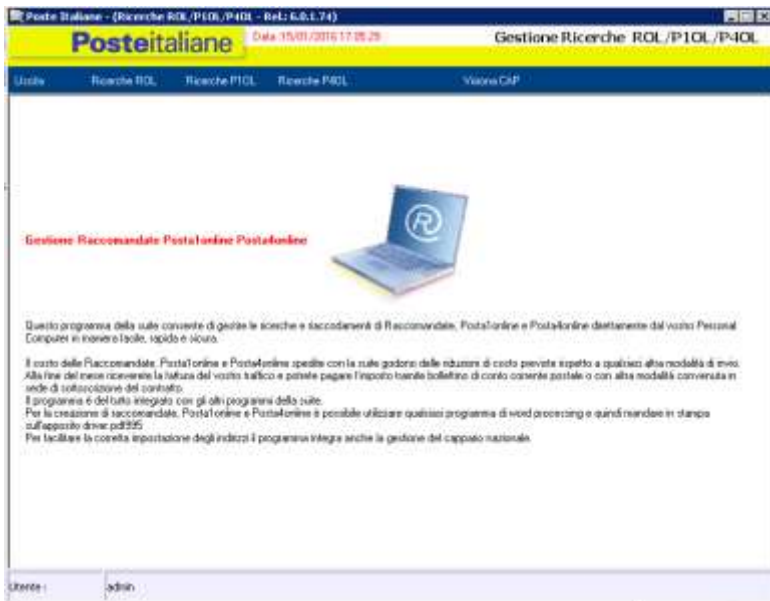 Poste Italiane - (Ricerche ROL/P1OL/P4OL - Rel.: 6.0.1.74)
Posteitaliane
Data: 15/01/2016 17:05:29
Gestione Ricerche ROL/P1OL/P4OL
Uscita Ricerche ROL Ricerche P1OL Ricerche P4OL Visiona CAP
Gestione Raccomandate Posta1online Posta4online
Questo programma della suite consente di gestire le ricerche e riaccodamenti di Raccomandate, Posta1online e Posta4online direttamente dal vostro Personal
Computer in maniera facile, rapida e sicura.
Il costo delle Raccomandate, Posta1online e Posta4online spedite con la suite godono delle riduzioni di costo previste rispetto a qualsiasi altra modalità di invio.
Alla fine del mese riceverete la fattura del vostro traffico e potrete pagare l'importo tramite bollettino di conto corrente postale o con altra modalità convenuta in
sede di sottoscrizione del contratto.
Il programma é del tutto integrato con gli altri programmi della suite.
Per la creazione di raccomandate, Posta1online e Posta4online è possibile utilizzare qualsiasi programma di word processing e quindi mandare in stampa
sull'apposito driver pdf995
Per facilitare la corretta impostazione degli indirizzi il programma integra anche la gestione del cappario nazionale.
Utente : admin